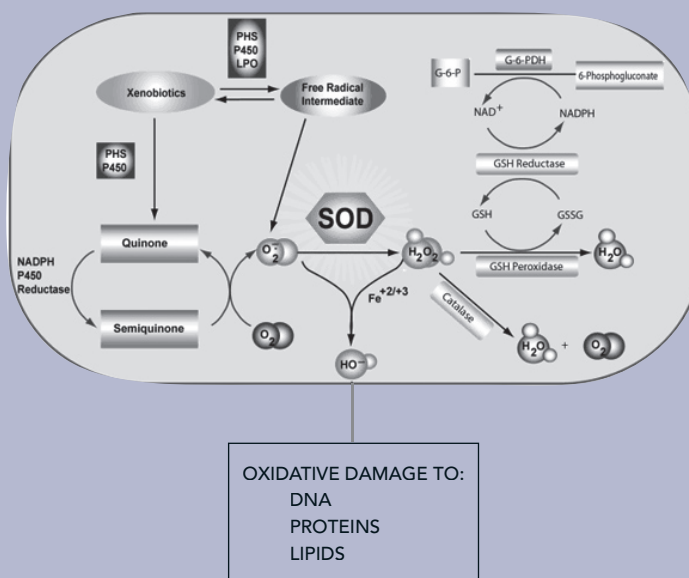 PHS
P450
LPO
Xenobiotics
Free Radical
Intermediate
G-6-P
G-6-PDH
6-Phosphogluconate
NAD+
NADPH
GSH Reductase
PHS
P450
SOD
GSH
GSSG
Quinone
O2-
H2O2
GSH Peroxidase
H2O
NADPH
P450
Reductase
Fe+2/+3
Catalase
Semiquinone
O2
H2O + O2
HO-
OXIDATIVE DAMAGE TO:
DNA
PROTEINS
LIPIDS